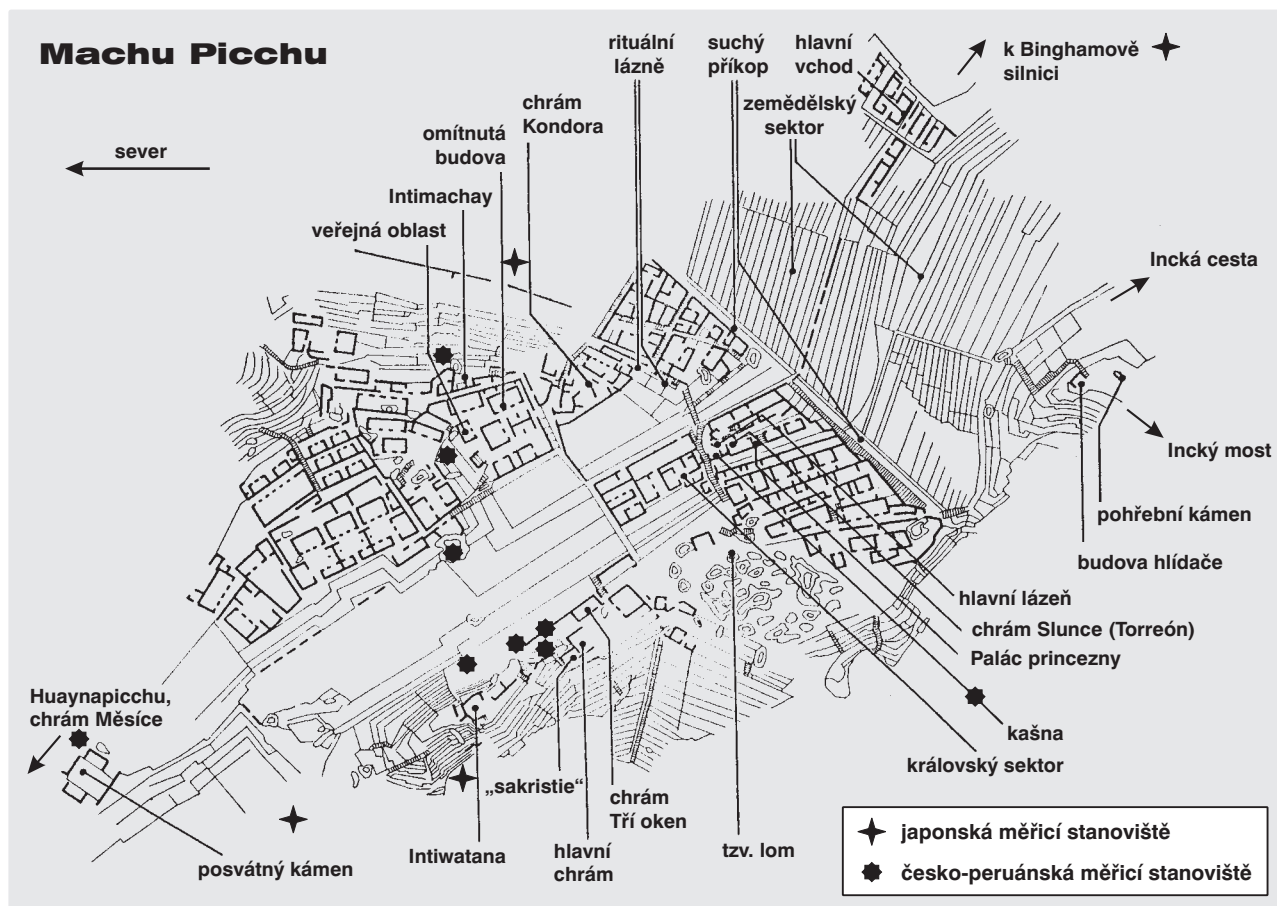 Machu Picchu
sever
rituální
lázně
suchý
příkop
hlavní
vchod
k Binghamově
silnici
zemědělský
sektor
chrám
Kondora
omítnutá
budova
Intimachay
veřejná oblast
Incká cesta
Incký most
pohřební kámen
budova hlídače
hlavní lázeň
chrám Slunce (Torreón)
Palác princezny
kašna
královský sektor
Huaynapicchu,
chrám Měsíce
posvátný kámen
Intiwatana
„sakristie“
hlavní
chrám
chrám
Tří oken
tzv. lom
japonská měřicí stanoviště
česko-peruánská měřicí stanoviště